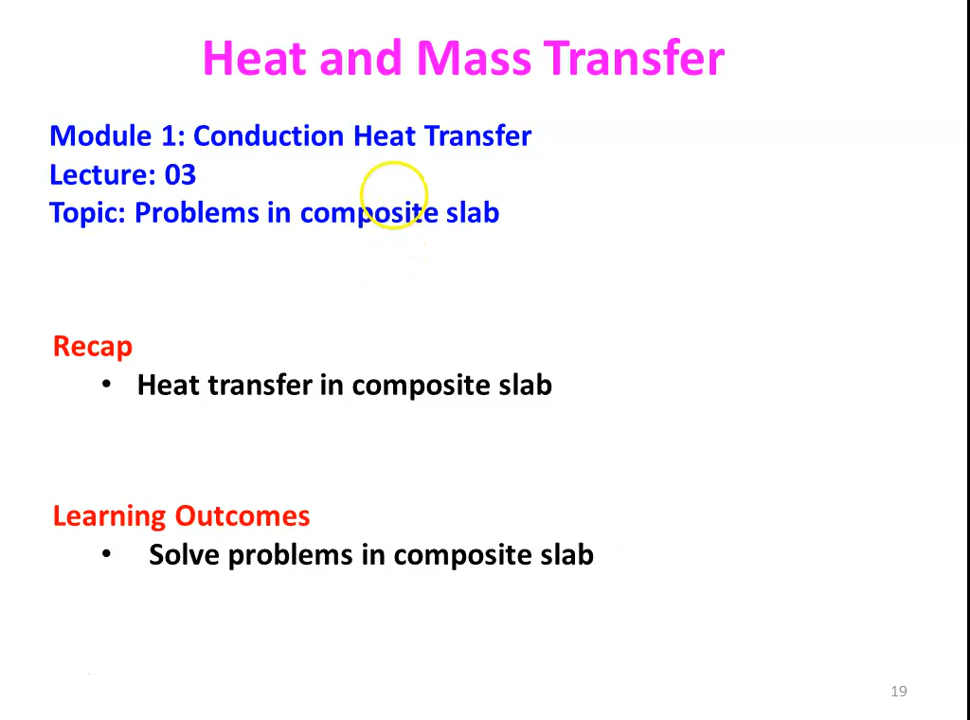 Heat and Mass Transfer
Module 1: Conduction Heat Transfer
Lecture: 03
Topic: Problems in composite slab
Recap
• Heat transfer in composite slab
Learning Outcomes
• Solve problems in composite slab
19